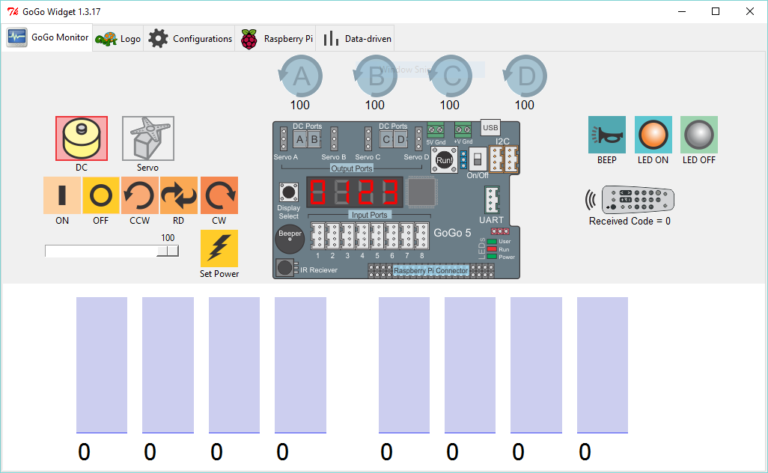 GoGo Widget 1.3.17
GoGo Monitor Logo Configurations Raspberry Pi Data-driven
A B C D
100 100 100 100
DC Servo
ON OFF CCW RD CW
100
Set Power
DC Ports DC Ports
A B C D
5V Gnd +V Gnd
USB
I2C
Servo A Servo B Servo C Servo D
Output Ports
Run!
On/Off
0123
Display
Select
UART
Input Ports
Beeper
GoGo 5
1 2 3 4 5 6 7 8
LEDs
User
Run
Power
IR Reciever
Raspberry Pi Connector
BEEP LED ON LED OFF
Received Code = 0
0 0 0 0 0 0 0 0